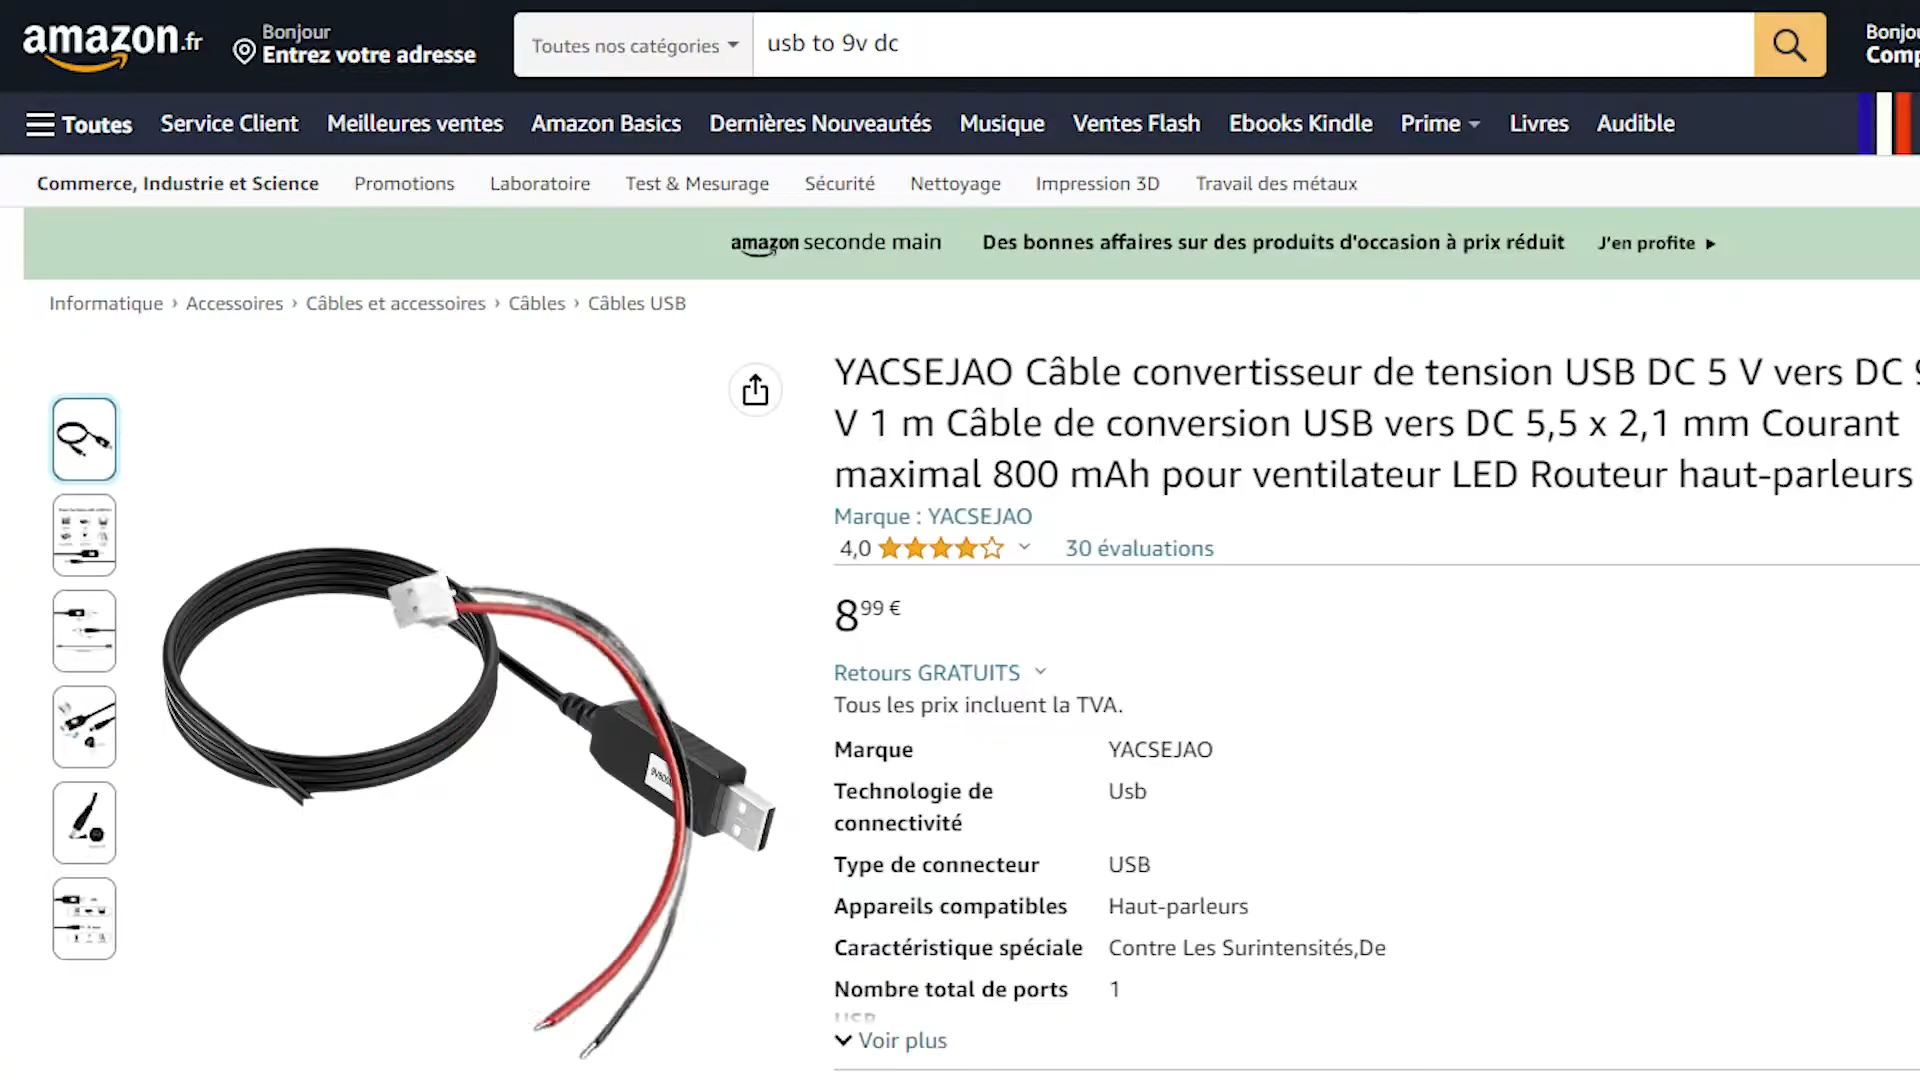 amazon.fr
Bonjour
Entrez votre adresse
Toutes nos catégories
usb to 9v dc
Toutes
Service Client
Meilleures ventes
Amazon Basics
Dernières Nouveautés
Musique
Ventes Flash
Ebooks Kindle
Prime
Livres
Audible
Commerce, Industrie et Science
Promotions
Laboratoire
Test & Mesurage
Sécurité
Nettoyage
Impression 3D
Travail des métaux
amazon seconde main
Des bonnes affaires sur des produits d'occasion à prix réduit
J'en profite ▸
Informatique › Accessoires › Câbles et accessoires › Câbles › Câbles USB
YACSEJAO Câble convertisseur de tension USB DC 5 V vers DC
V 1 m Câble de conversion USB vers DC 5,5 x 2,1 mm Courant
maximal 800 mAh pour ventilateur LED Routeur haut-parleurs
Marque : YACSEJAO
4,0
30 évaluations
8 99 €
Retours GRATUITS
Tous les prix incluent la TVA.
Marque YACSEJAO
Technologie de connectivité Usb
Type de connecteur USB
Appareils compatibles Haut-parleurs
Caractéristique spéciale Contre Les Surintensités,De
Nombre total de ports 1
USB
Voir plus